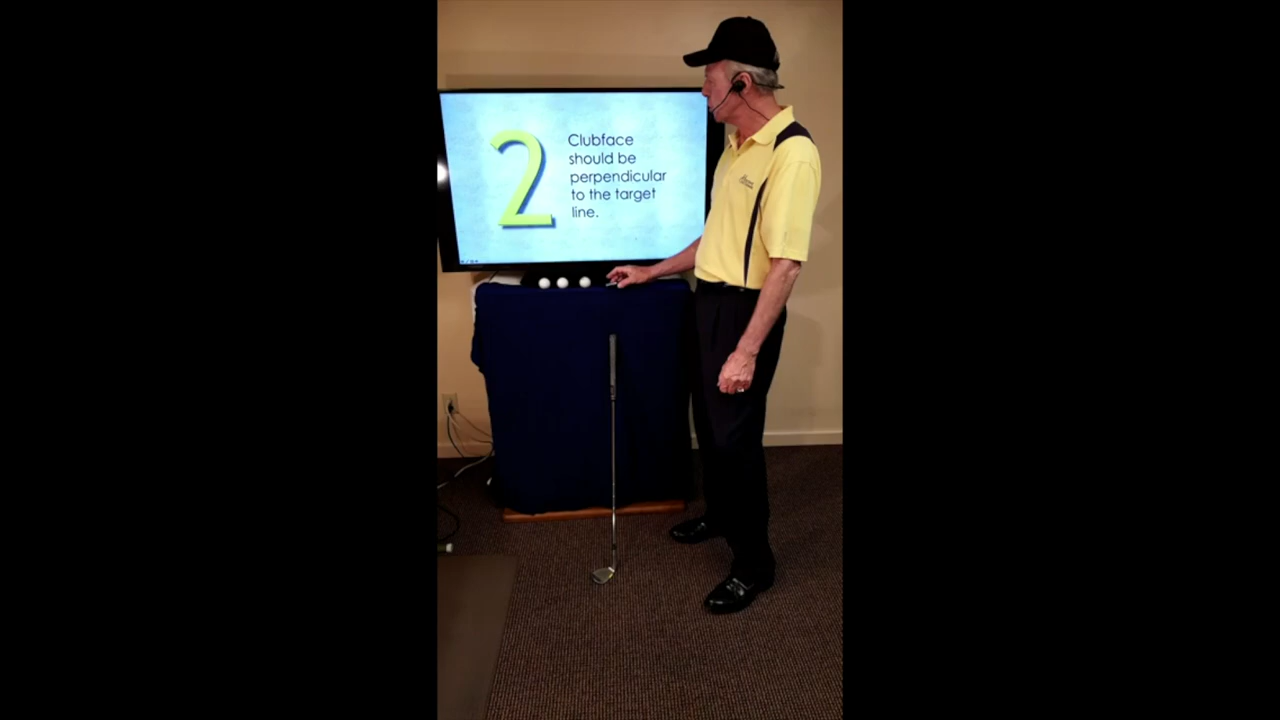 2
Clubface
should be
perpendicular
to the target
line.